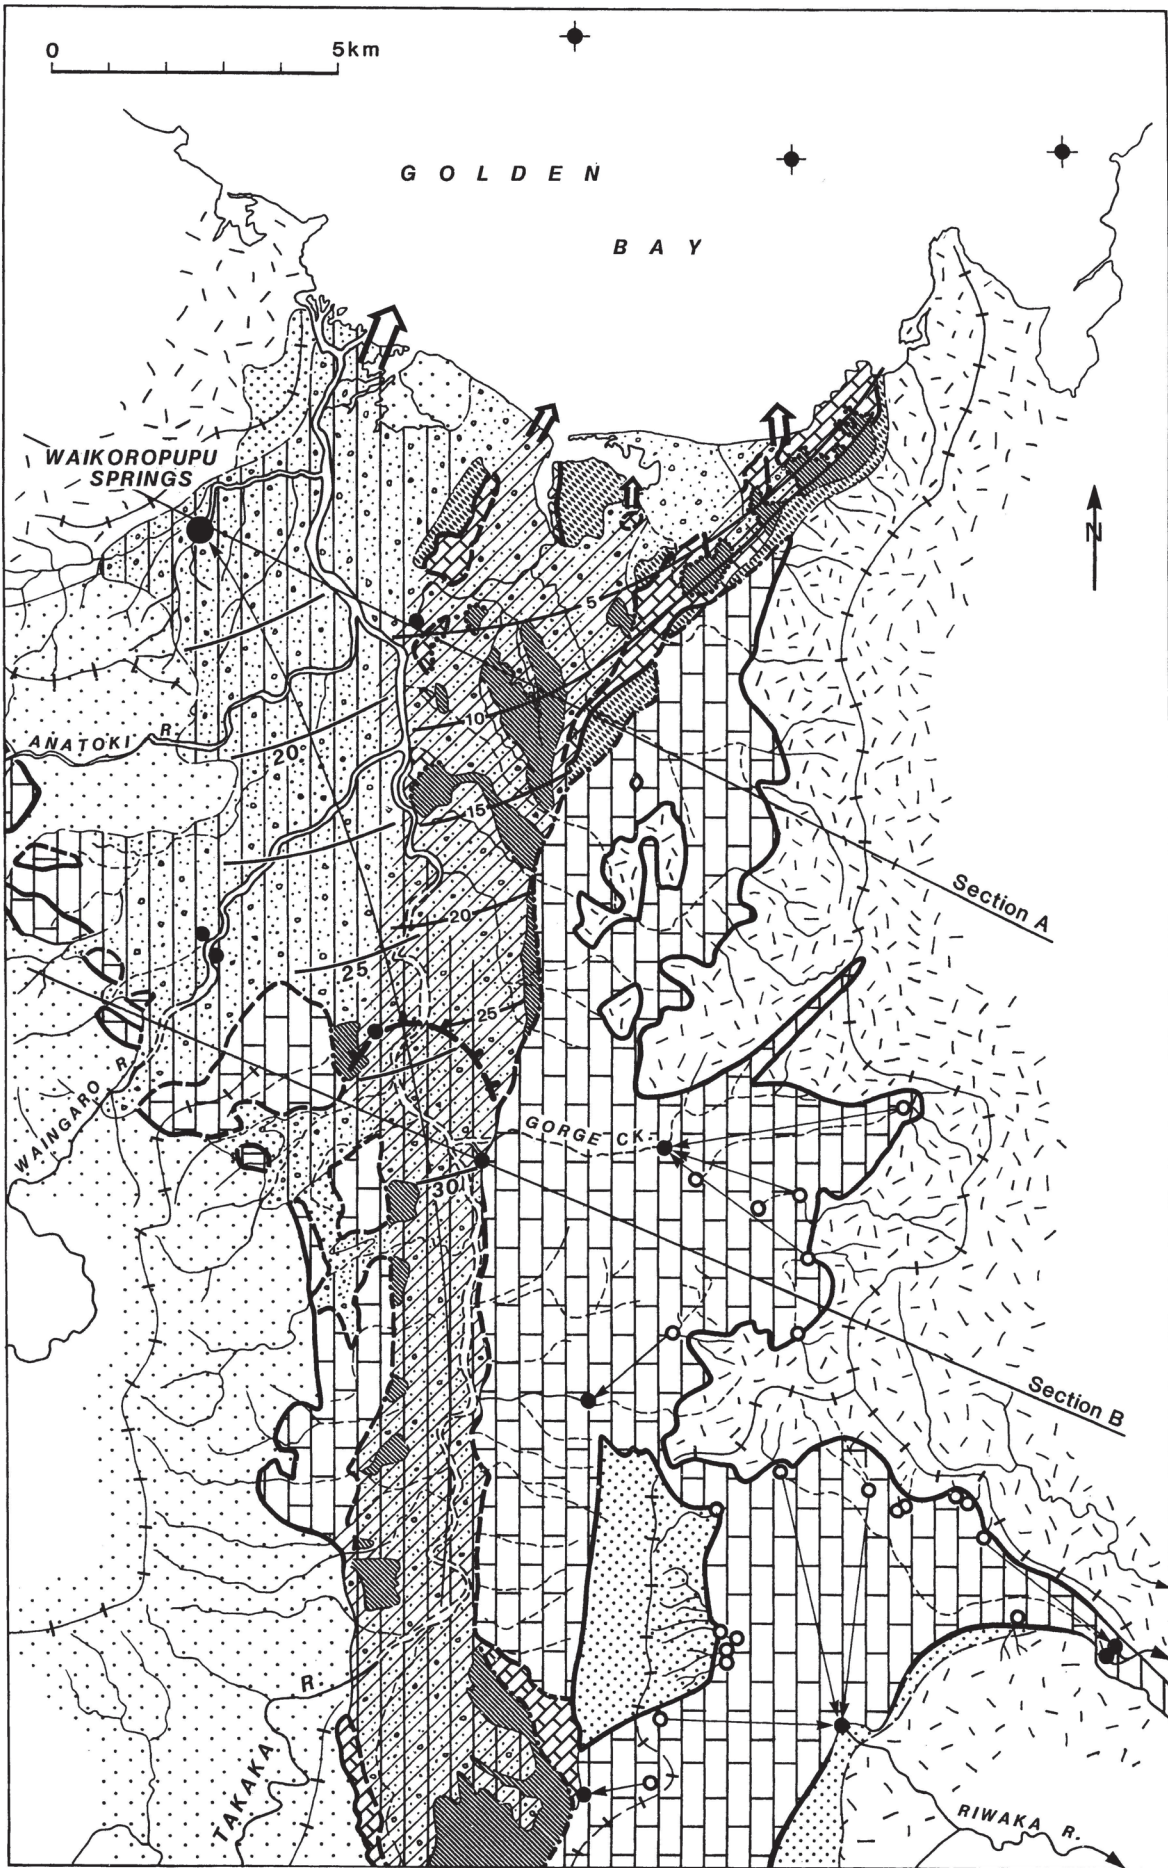 0 5km
GOLDEN
BAY
WAIKOROPUPU
SPRINGS
N
5
10
ANATOKI R.
20
15
Section A
20
25
25
WAINGARO R.
GORGE CK.
30
Section B
TAKAKA R
RIWAKA R.